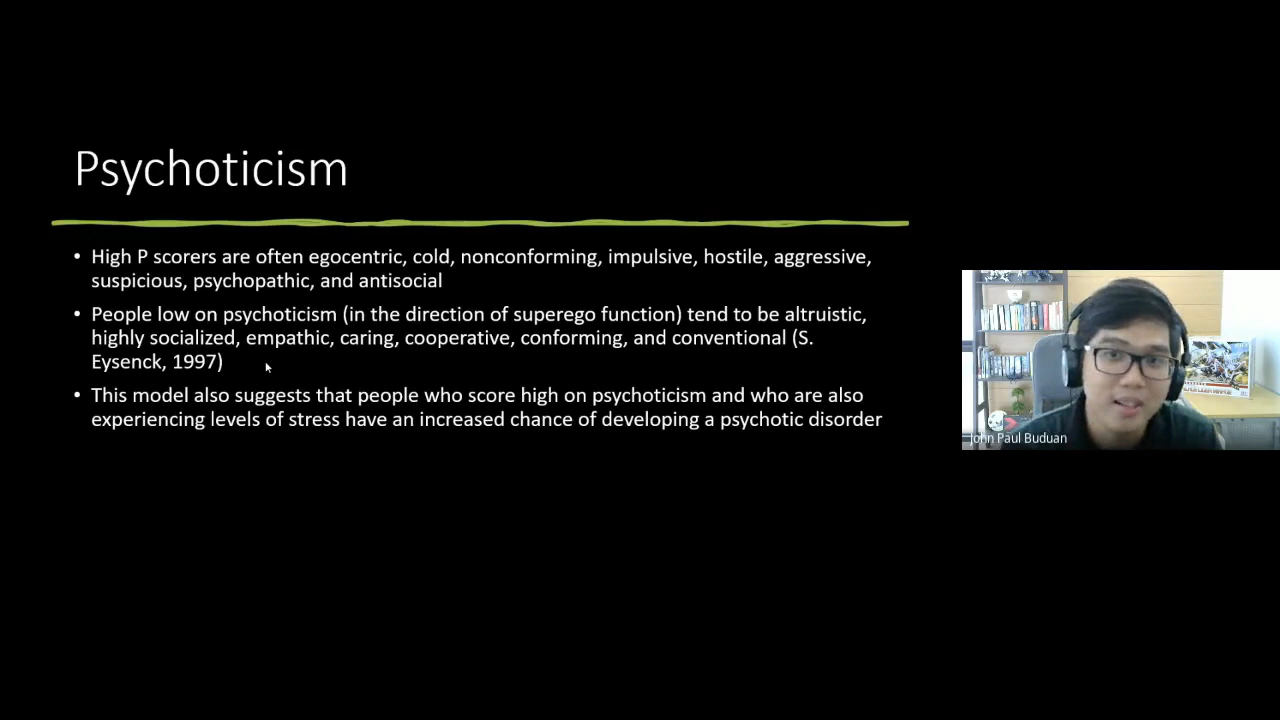 Psychoticism
• High P scorers are often egocentric, cold, nonconforming, impulsive, hostile, aggressive,
suspicious, psychopathic, and antisocial
• People low on psychoticism (in the direction of superego function) tend to be altruistic,
highly socialized, empathic, caring, cooperative, conforming, and conventional (S.
Eysenck, 1997)
• This model also suggests that people who score high on psychoticism and who are also
experiencing levels of stress have an increased chance of developing a psychotic disorder
John Paul Buduan